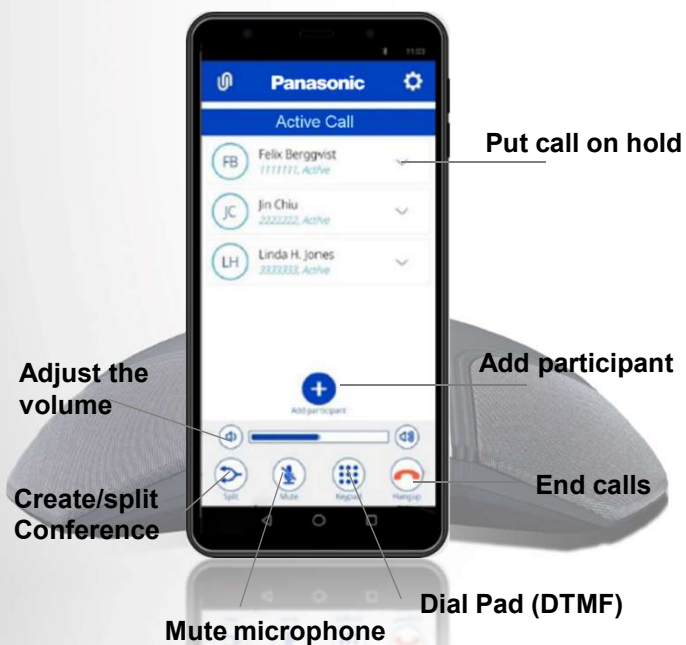 11:03
Panasonic
Active Call
Put call on hold
FB
Felix Berggvist
1111111, Active
JC
Jin Chiu
2222222, Active
LH
Linda H. Jones
3333333, Active
Adjust the
volume
Add participant
Add participant
Create/split
Conference
Split
Mute
Keypad
Hangup
End calls
Dial Pad (DTMF)
Mute microphone